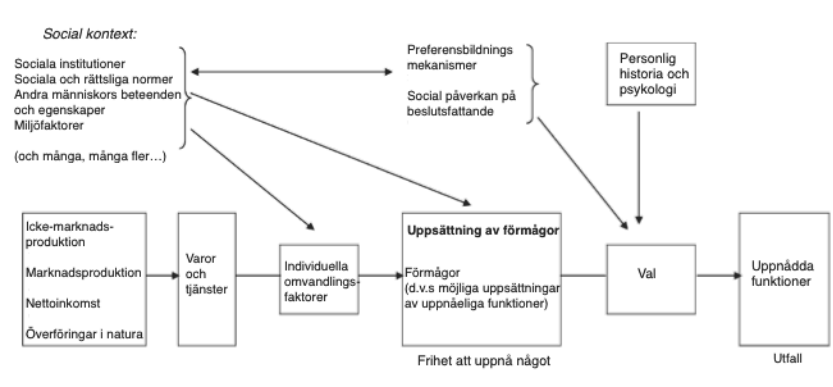 Social kontext:
Sociala institutioner
Sociala och rättsliga normer
Andra människors beteenden
och egenskaper
Miljöfaktorer
(och många, många fler…)
Preferensbildnings
mekanismer
Social påverkan på
beslutsfattande
Personlig
historia och
psykologi
Icke-marknads-
produktion
Marknadsproduktion
Nettoinkomst
Överföringar i natura
Varor
och
tjänster
Individuella
omvandlings-
faktorer
Uppsättning av förmågor
Förmågor
(d.v.s möjliga uppsättningar
av uppnåeliga funktioner)
Frihet att uppnå något
Val
Uppnådda
funktioner
Utfall